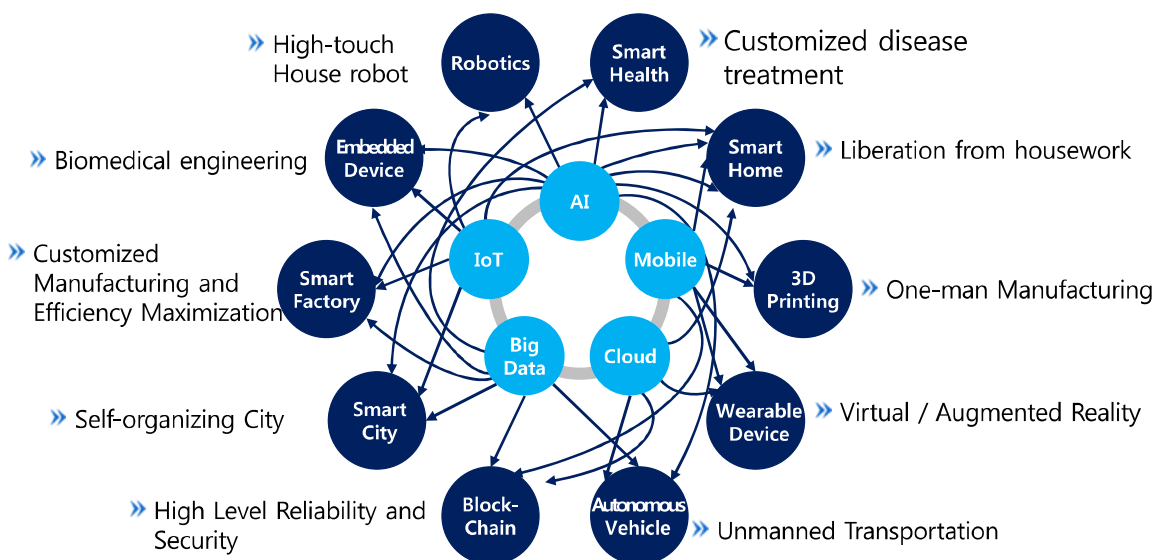 High-touch
House robot
Robotics
Smart
Health
Customized disease
treatment
Biomedical engineering
Embedded
Device
Smart
Home
Liberation from housework
AI
IoT
Mobile
Customized
Manufacturing and
Efficiency Maximization
Smart
Factory
3D
Printing
One-man Manufacturing
Big
Data
Cloud
Self-organizing City
Smart
City
Wearable
Device
Virtual / Augmented Reality
High Level Reliability and
Security
Block-
Chain
Autonomous
Vehicle
Unmanned Transportation